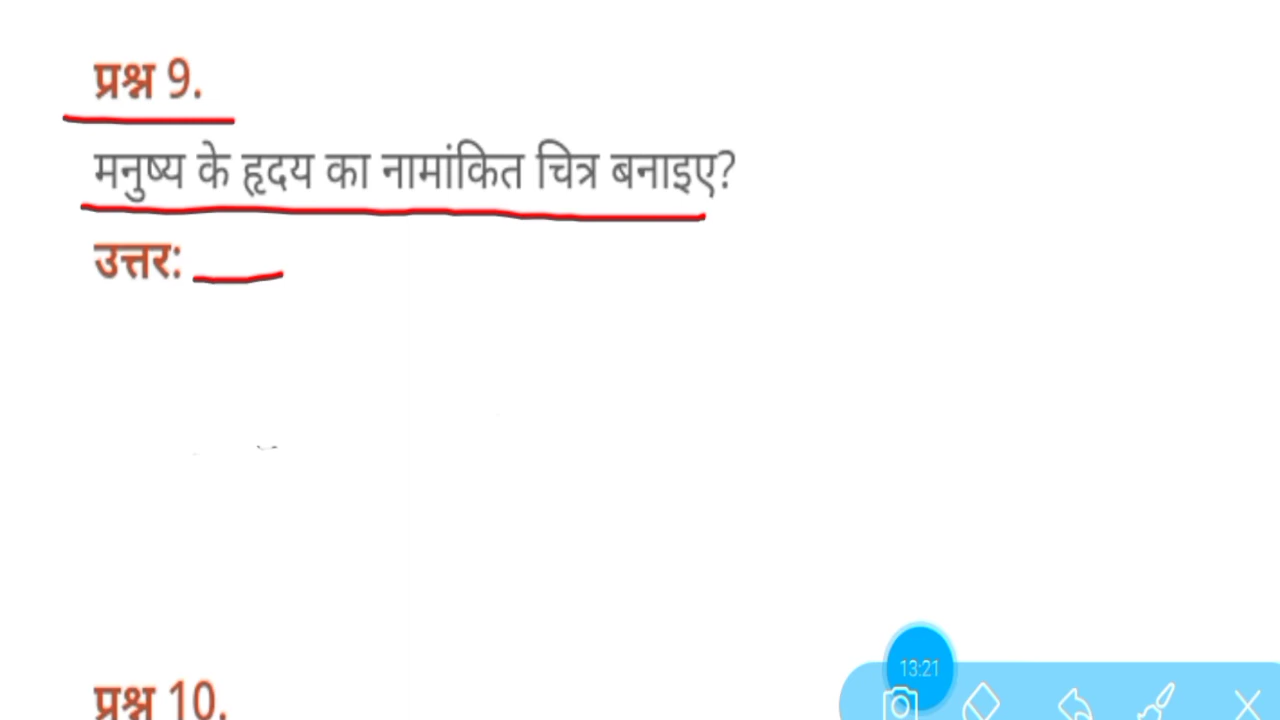 प्रश्न 9.
मनुष्य के हृदय का नामांकित चित्र बनाइए?
उत्तर:
13:21
प्रश्न 10.